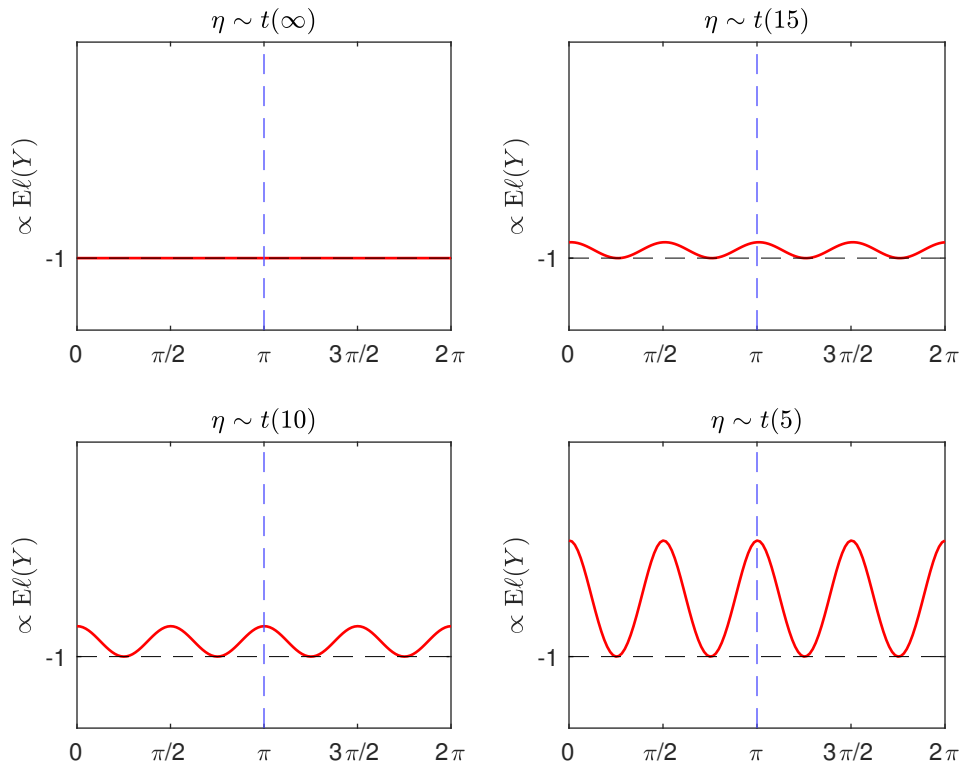 η ∼ t(∞)
∝ Eℓ(Y)
-1
0 π/2 π 3π/2 2π
η ∼ t(15)
∝ Eℓ(Y)
-1
0 π/2 π 3π/2 2π
η ∼ t(10)
∝ Eℓ(Y)
-1
0 π/2 π 3π/2 2π
η ∼ t(5)
∝ Eℓ(Y)
-1
0 π/2 π 3π/2 2π